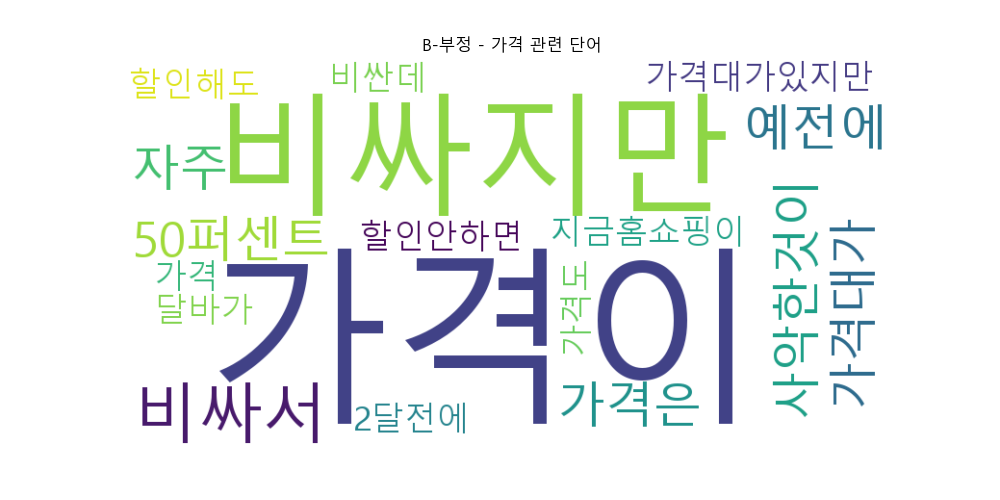 B-부정 - 가격 관련 단어
할인해도
비싼데
가격대가있지만
비싸지만
예전에
자주
50퍼센트
할인안하면
지금홈쇼핑이
사악한것이
가격대가
가격
달바가
가격이
가격도
비싸서
2달전에
가격은